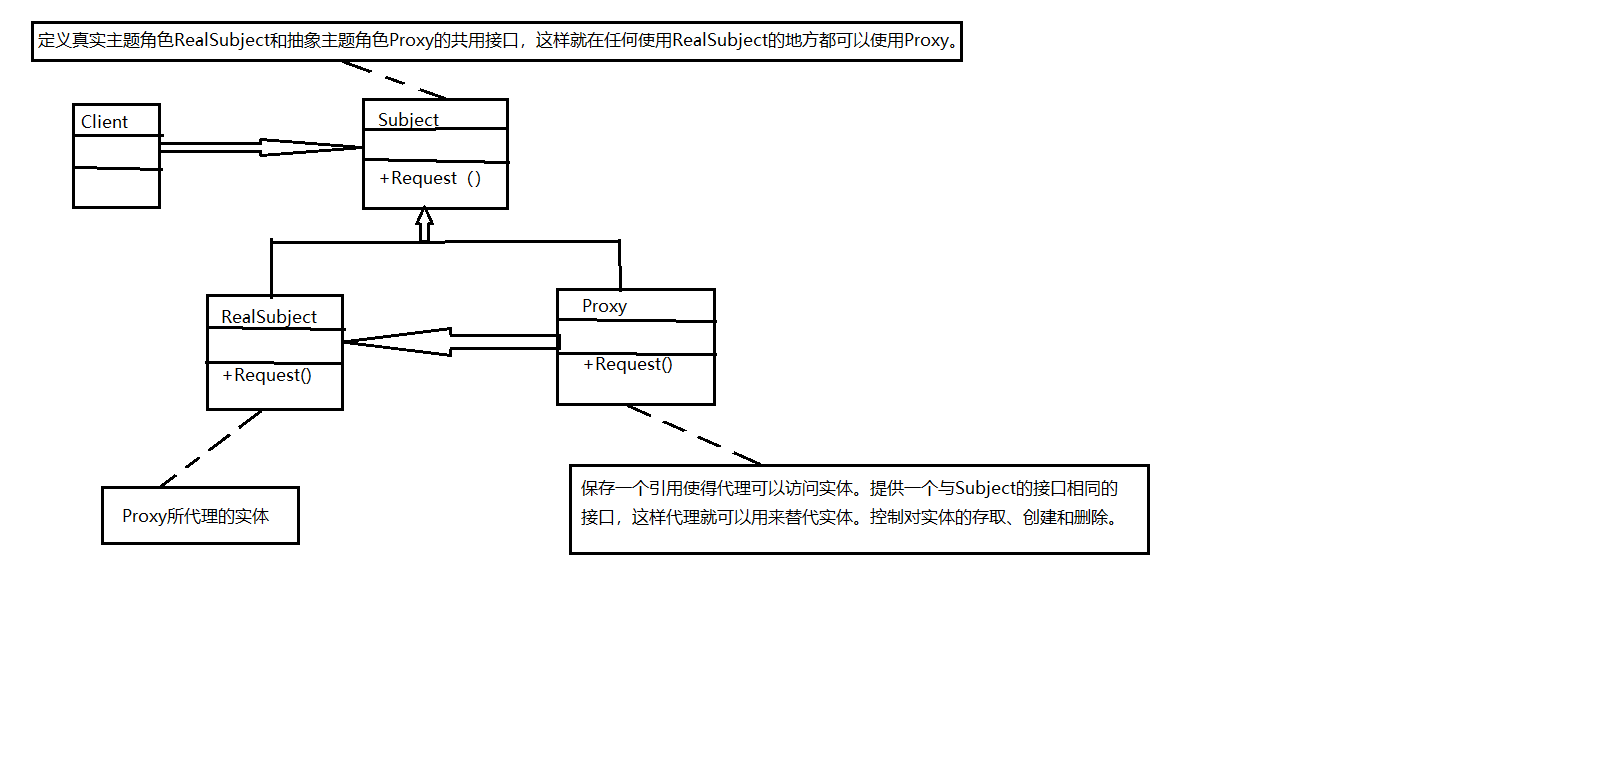 定义真实主题角色RealSubject和抽象主题角色Proxy的共用接口，这样就在任何使用RealSubject的地方都可以使用Proxy。
Client
Subject
+Request（）
RealSubject
+Request()
Proxy
+Request()
Proxy所代理的实体
保存一个引用使得代理可以访问实体。提供一个与Subject的接口相同的
接口，这样代理就可以用来替代实体。控制对实体的存取、创建和删除。